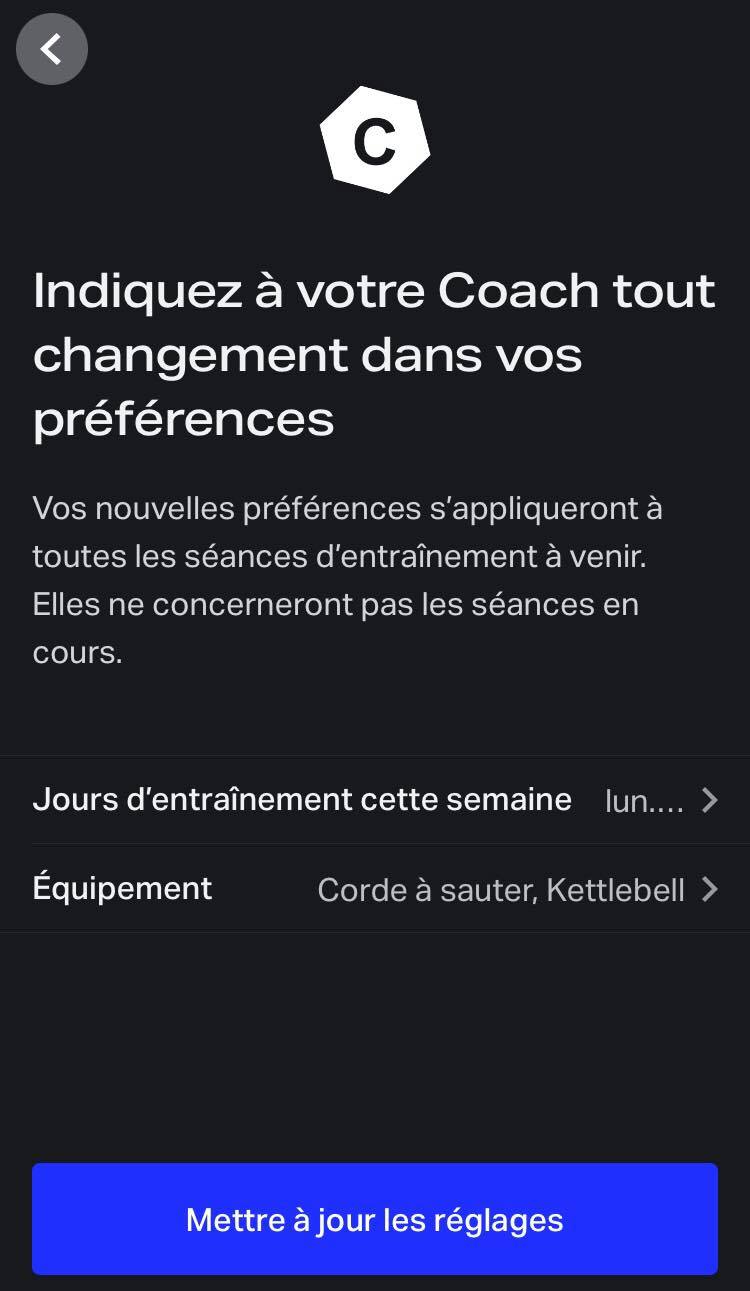 C
Indiquez à votre Coach tout
changement dans vos
préférences
Vos nouvelles préférences s’appliqueront à
toutes les séances d’entraînement à venir.
Elles ne concerneront pas les séances en
cours.
Jours d’entraînement cette semaine lun....
Équipement Corde à sauter, Kettlebell
Mettre à jour les réglages